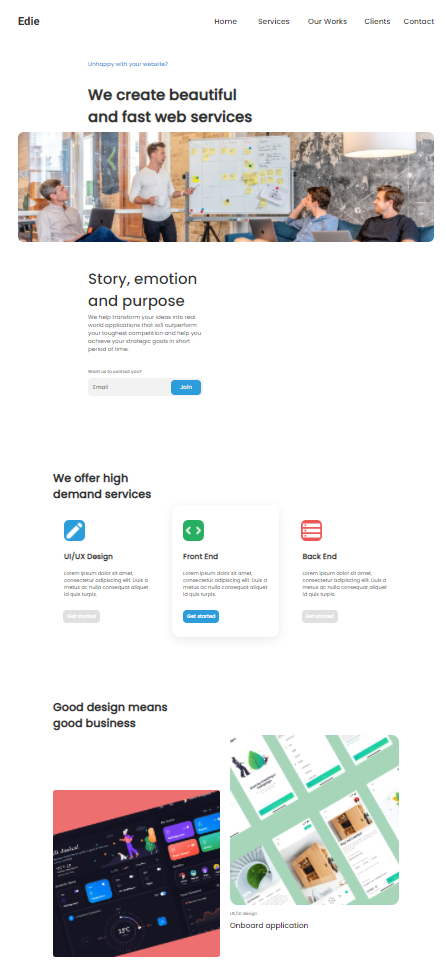 Edie
Home Services Our Works Clients Contact
Unhappy with your website?
We create beautiful
and fast web services
Story, emotion
and purpose
We help transform your ideas into real
world applications that will outperform
your toughest competition and help you
achieve your strategic goals in short
period of time.
Want us to contact you?
Email Join
We offer high
demand services
UI/UX Design
Lorem ipsum dolor sit amet,
consectetur adipiscing elit. Duis a
metus ac nulla consequat aliquet
id quis turpis.
Get started
Front End
Lorem ipsum dolor sit amet,
consectetur adipiscing elit. Duis a
metus ac nulla consequat aliquet
id quis turpis.
Get started
Back End
Lorem ipsum dolor sit amet,
consectetur adipiscing elit. Duis a
metus ac nulla consequat aliquet
id quis turpis.
Get started
Good design means
good business
15°C
UI/UX design
Onboard application